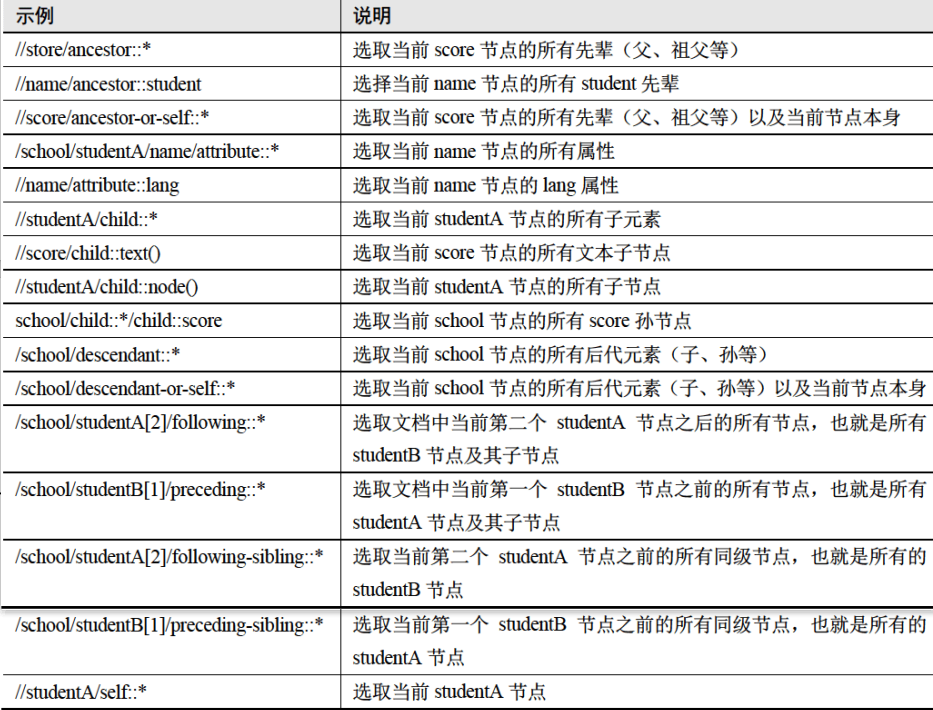 示例 说明
//store/ancestor::* 选取当前 score 节点的所有先辈（父、祖父等）
//name/ancestor::student 选择当前 name 节点的所有 student 先辈
//score/ancestor-or-self::* 选取当前 score 节点的所有先辈（父、祖父等）以及当前节点本身
/school/studentA/name/attribute::* 选取当前 name 节点的所有属性
//name/attribute::lang 选取当前 name 节点的 lang 属性
//studentA/child::* 选取当前 studentA 节点的所有子元素
//score/child::text() 选取当前 score 节点的所有文本子节点
//studentA/child::node() 选取当前 studentA 节点的所有子节点
school/child::*/child::score 选取当前 school 节点的所有 score 孙节点
/school/descendant::* 选取当前 school 节点的所有后代元素（子、孙等）
/school/descendant-or-self::* 选取当前 school 节点的所有后代元素（子、孙等）以及当前节点本身
/school/studentA[2]/following::* 选取文档中当前第二个 studentA 节点之后的所有节点，也就是所有
studentB 节点及其子节点
/school/studentB[1]/preceding::* 选取文档中当前第一个 studentB 节点之前的所有节点，也就是所有
studentA 节点及其子节点
/school/studentA[2]/following-sibling::* 选取当前第二个 studentA 节点之前的所有同级节点，也就是所有的
studentB 节点
/school/studentB[1]/preceding-sibling::* 选取当前第一个 studentB 节点之前的所有同级节点，也就是所有的
studentA 节点
//studentA/self::* 选取当前 studentA 节点